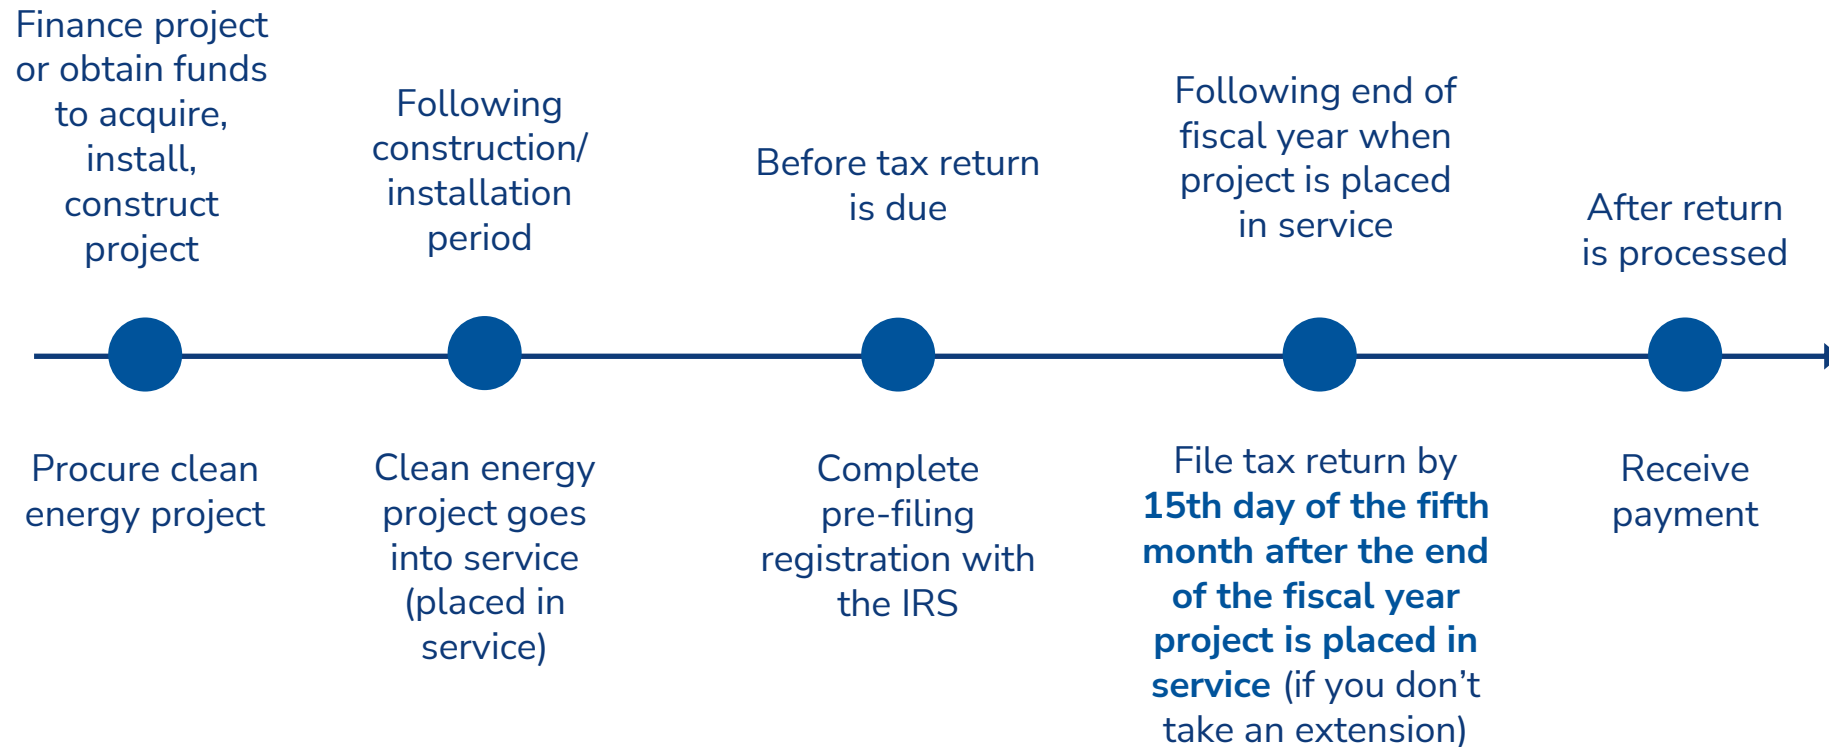 Finance project
or obtain funds
to acquire,
install,
construct
project
Following
construction/
installation
period
Before tax return
is due
Following end of
fiscal year when
project is placed
in service
After return
is processed
Procure clean
energy project
Clean energy
project goes
into service
(placed in
service)
Complete
pre-filing
registration with
the IRS
File tax return by
15th day of the fifth
month after the end
of the fiscal year
project is placed in
service (if you don’t
take an extension)
Receive
payment